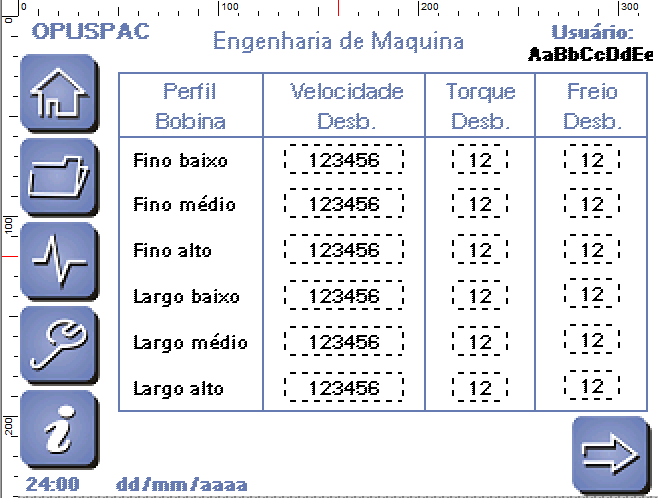 0 100 200 300
OPUSPAC
Engenharia de Maquina
Usuário:
AaBbCcDdEe
Perfil Bobina Velocidade Desb. Torque Desb. Freio Desb.
Fino baixo 123456 12 12
Fino médio 123456 12 12
Fino alto 123456 12 12
Largo baixo 123456 12 12
Largo médio 123456 12 12
Largo alto 123456 12 12
0
100
200
24:00 dd/mm/aaaa